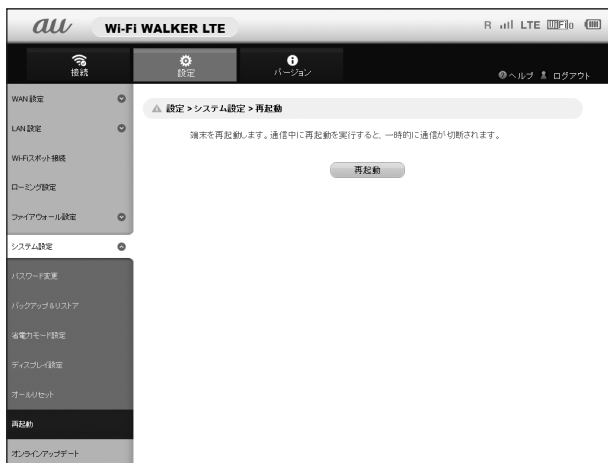 au Wi-Fi WALKER LTE
R LTE
接続
設定
バージョン
ヘルプ ログアウト
WAN 設定
LAN 設定
Wi-Fiスポット接続
ローミング設定
ファイアウォール設定
システム設定
パスワード変更
バックアップ&リストア
省電力モード設定
ディスプレイ設定
オールリセット
再起動
オンラインアップデート
設定 > システム設定 > 再起動
端末を再起動します。通信中に再起動を実行すると、一時的に通信が切断されます。
再起動